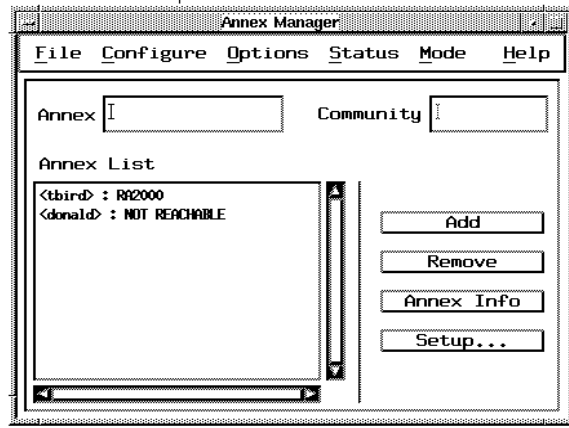 Annex Manager
File Configure Options Status Mode Help
Annex Community
Annex List
<tbird> : RA2000
<donald> : NOT REACHABLE
Add
Remove
Annex Info
Setup...